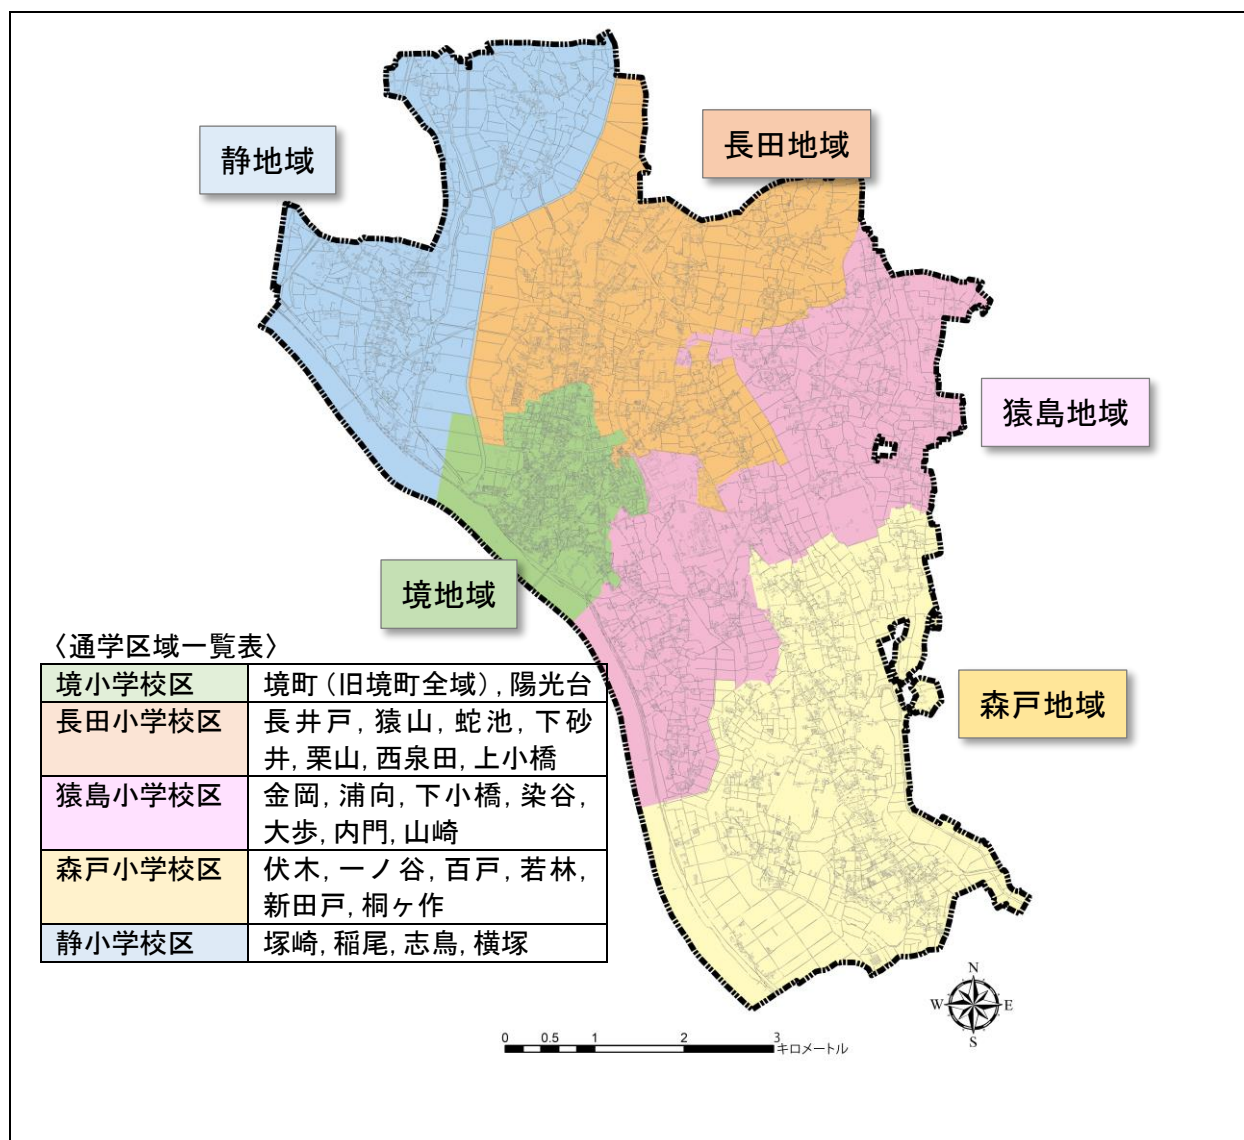 静地域
長田地域
猿島地域
境地域
森戸地域
〈通学区域一覧表〉
境小学校区
境町(旧境町全域),陽光台
長田小学校区
長井戸,猿山,蛇池,下砂
井,栗山,西泉田,上小橋
猿島小学校区
金岡,浦向,下小橋,染谷,
大歩,内門,山崎
森戸小学校区
伏木,一ノ谷,百戸,若林,
新田戸,桐ヶ作
静小学校区
塚崎,稲尾,志鳥,横塚
N
W E
S
0 0.5 1 2 3
キロメートル